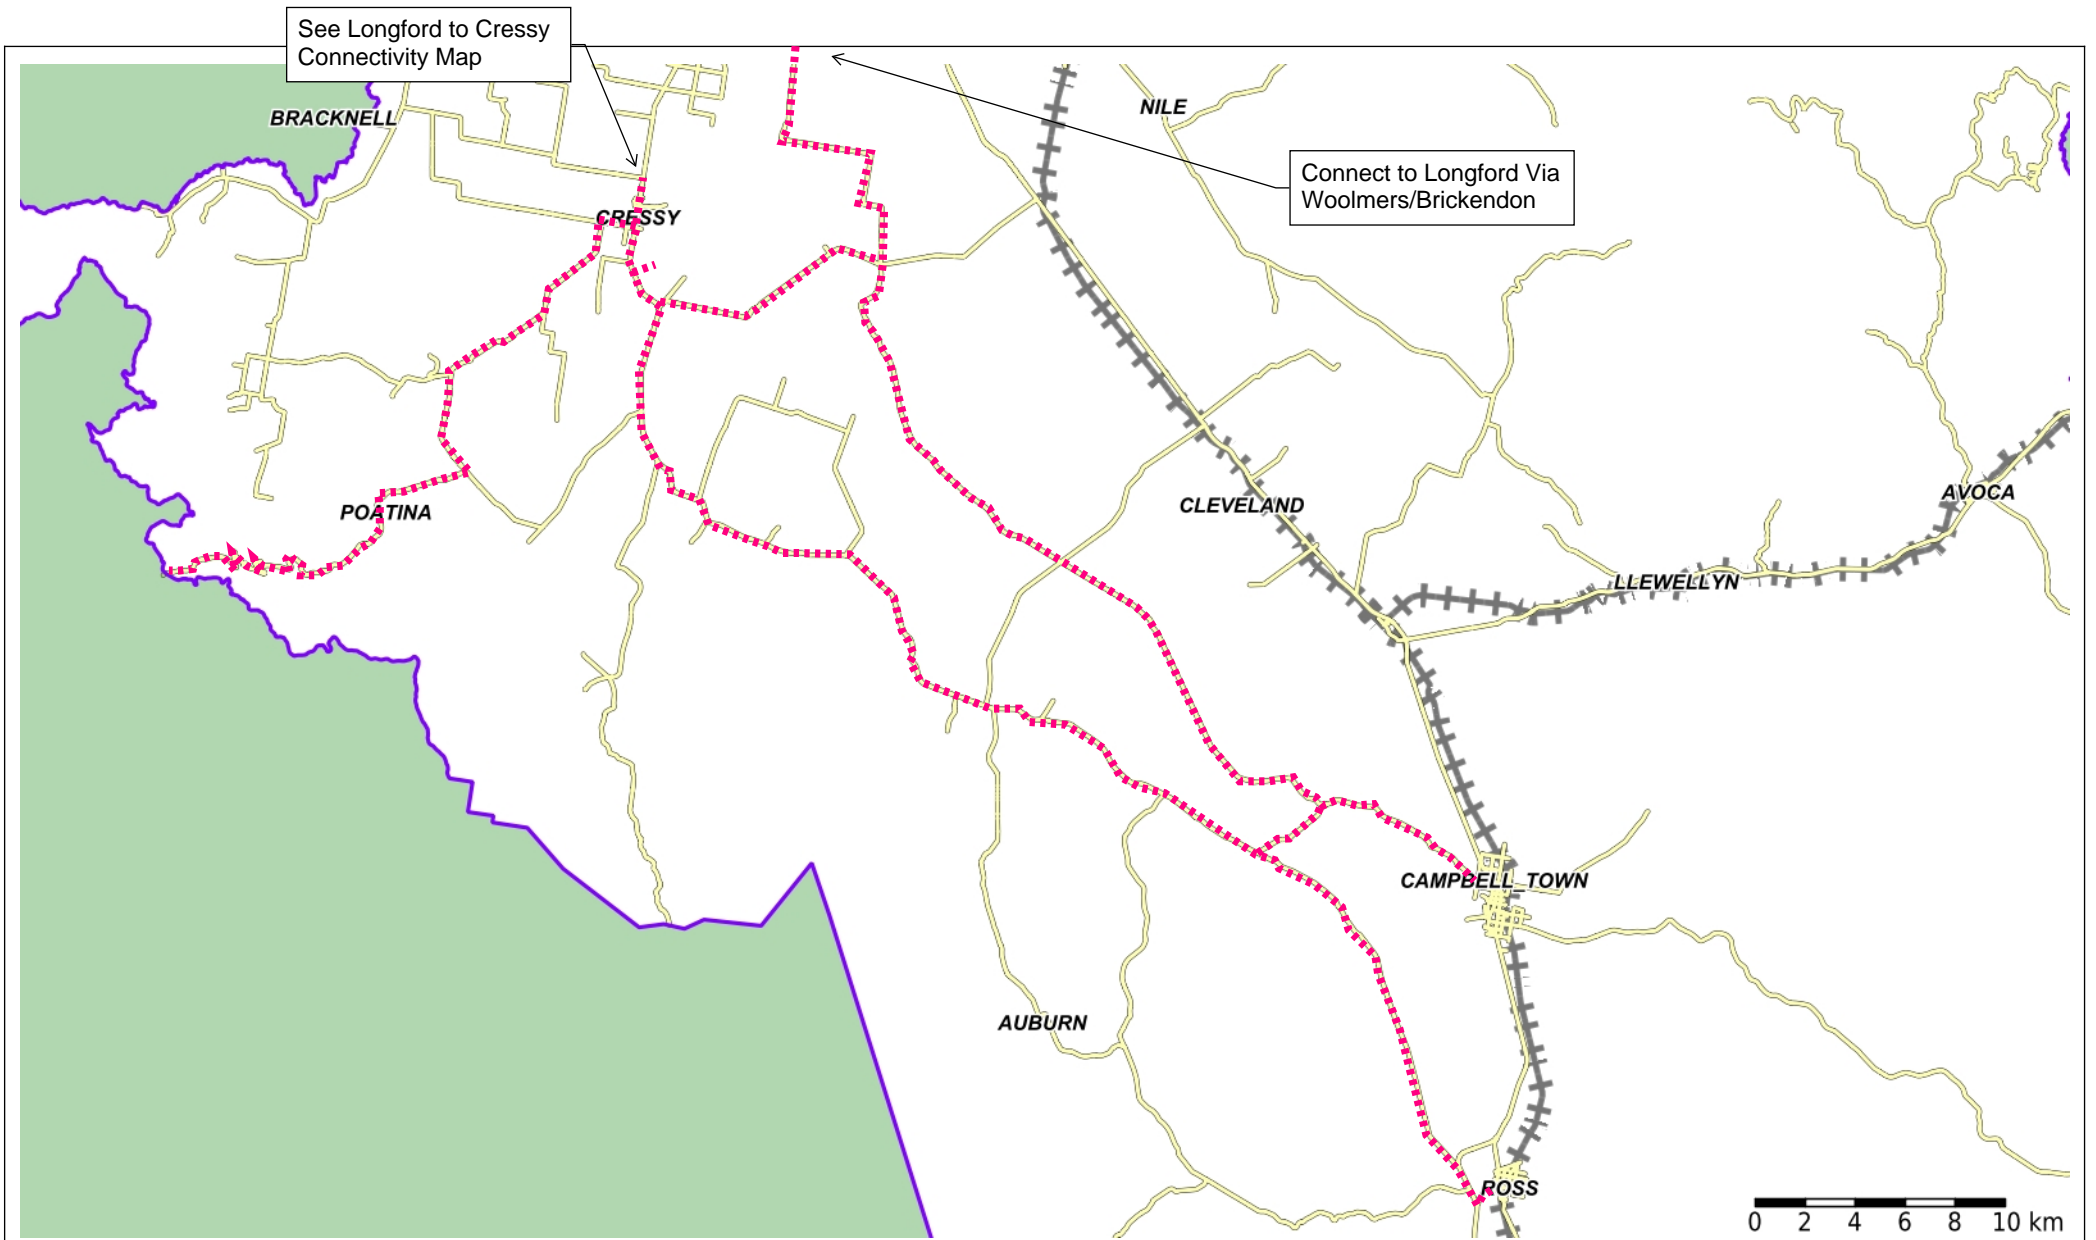 See Longford to Cressy
Connectivity Map
BRACKNELL
NILE
Connect to Longford Via
Woolmers/Brickendon
CRESSY
POATINA
CLEVELAND
AVOCA
LLEWELLYN
CAMPBELL_TOWN
AUBURN
ROSS
0 2 4 6 8 10 km